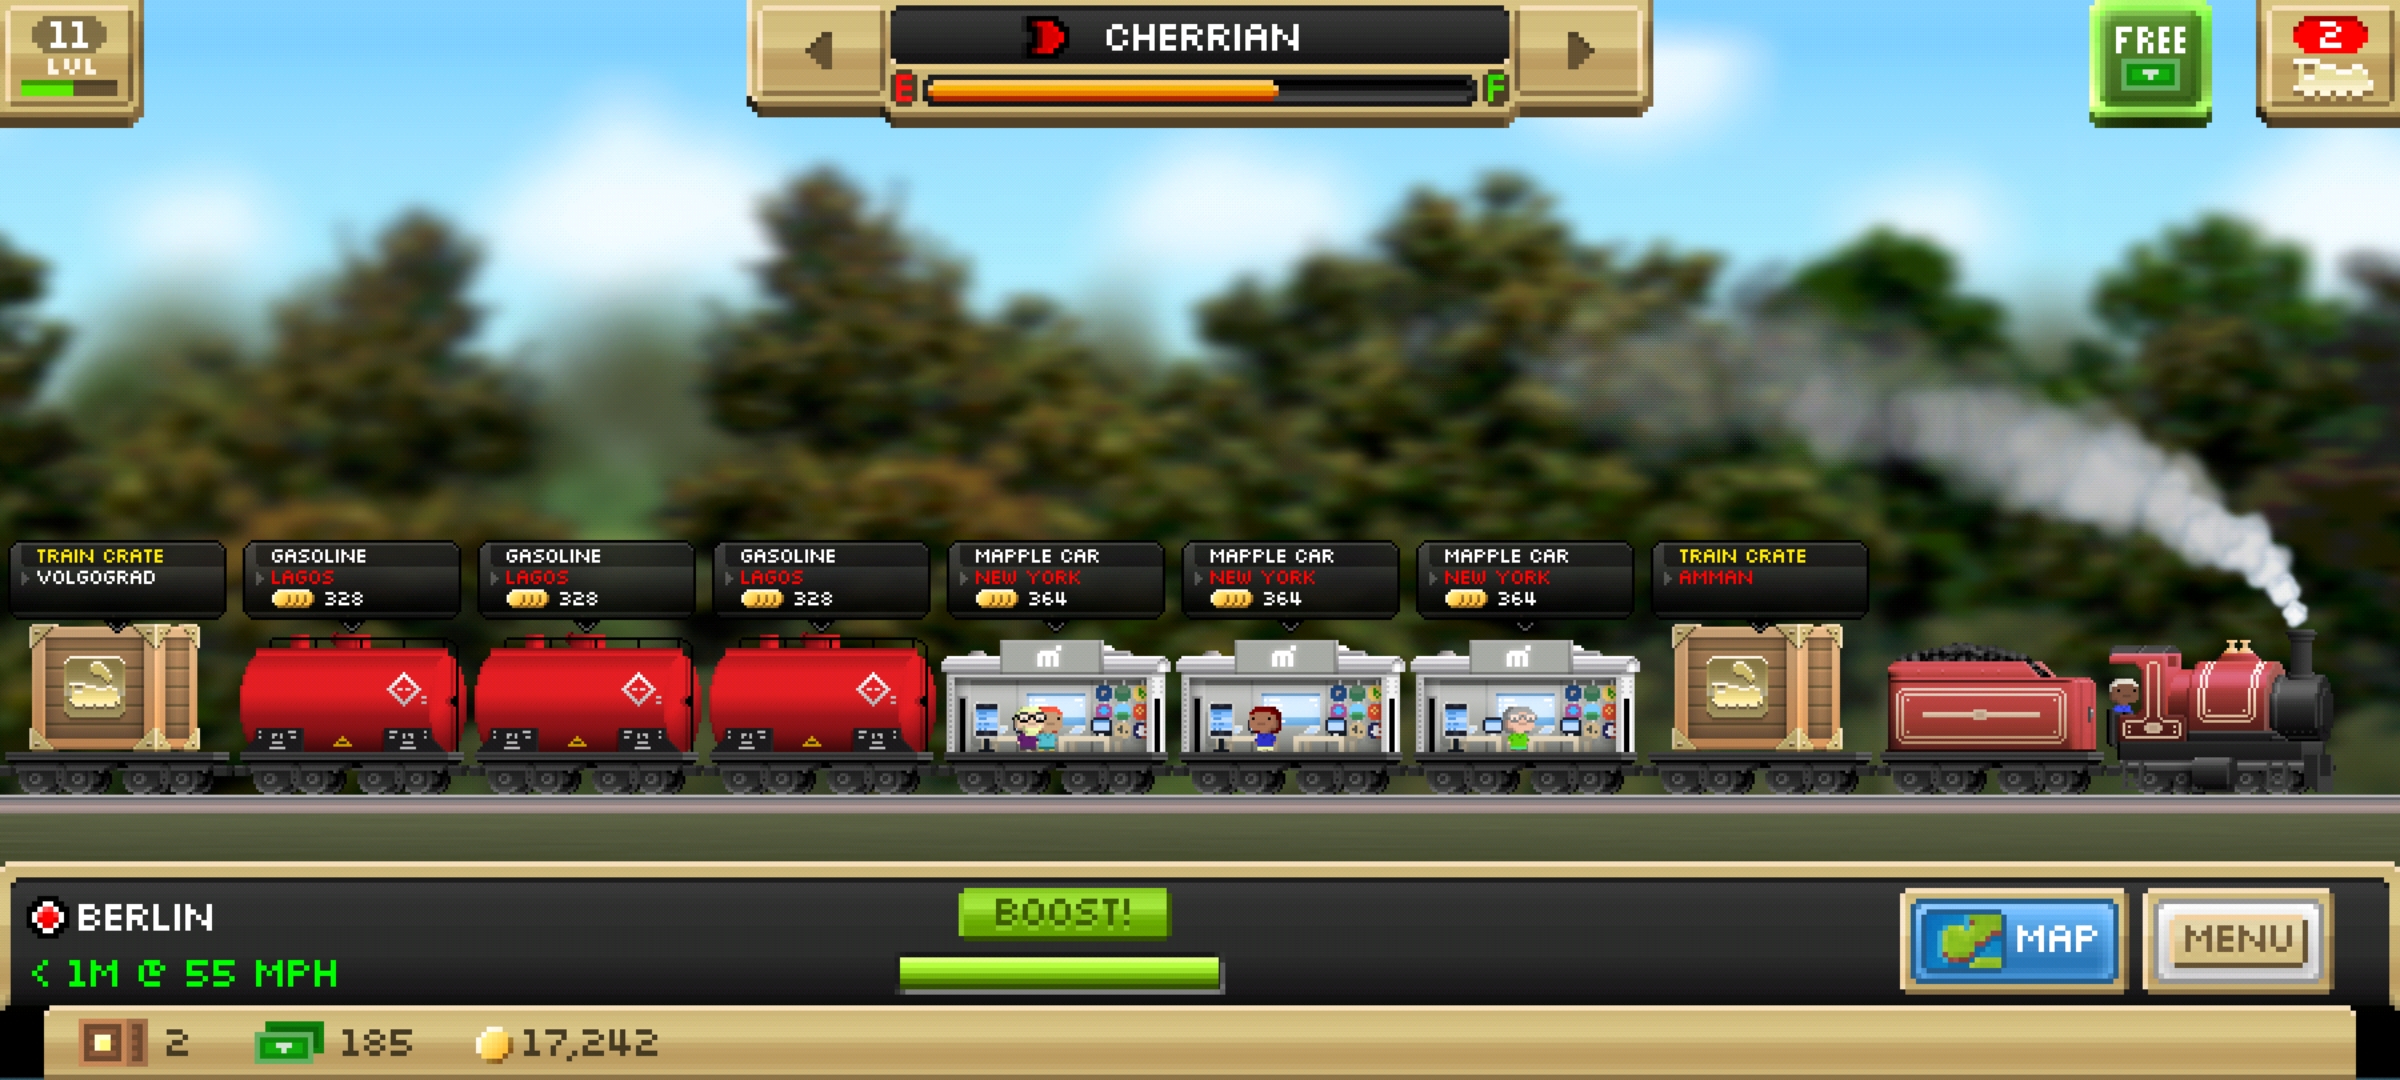 11
LVL
CHERRIAN
E F
FREE
2
TRAIN CRATE
VOLGOGRAD
GASOLINE
LAGOS
328
GASOLINE
LAGOS
328
GASOLINE
LAGOS
328
MAPPLE CAR
NEW YORK
364
MAPPLE CAR
NEW YORK
364
MAPPLE CAR
NEW YORK
364
TRAIN CRATE
AMMAN
m
m
m
BERLIN
< 1M @ 55 MPH
BOOST!
MAP
MENU
2
185
17,242